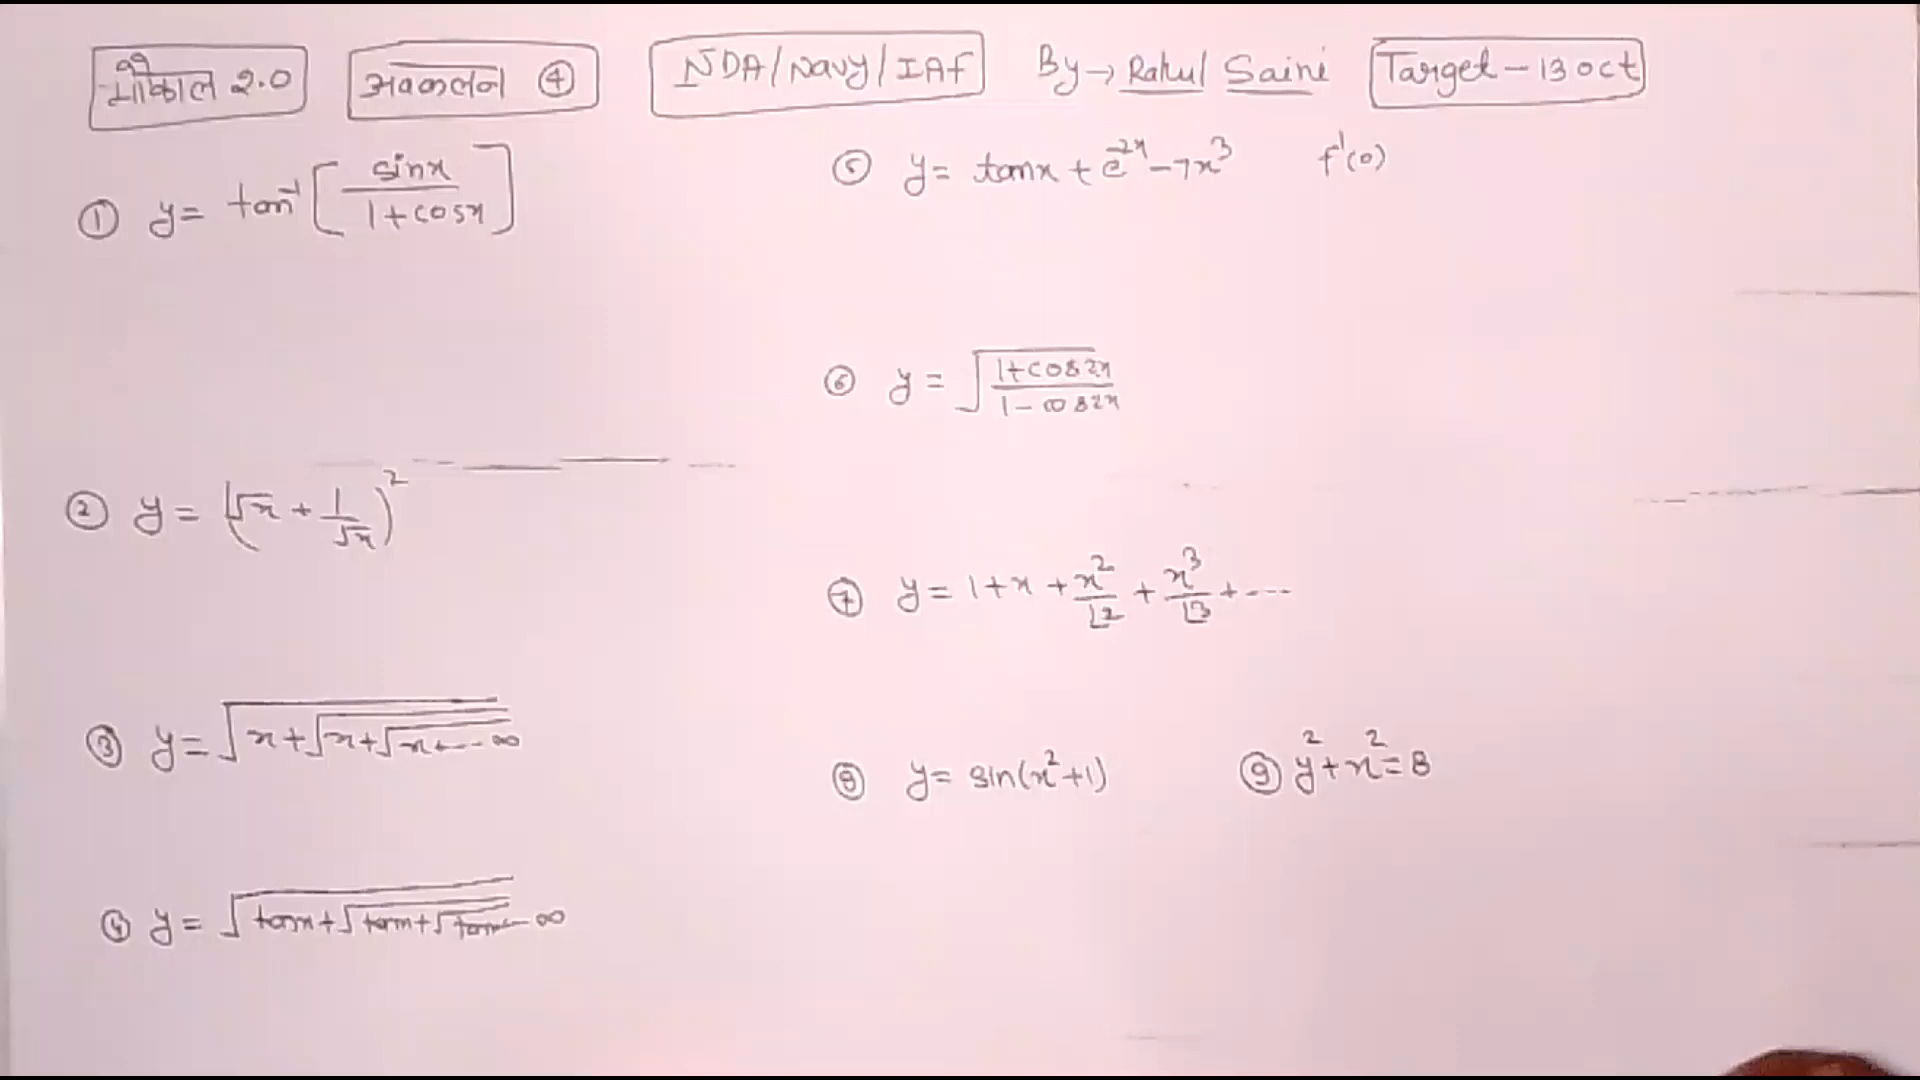 भौकाल 2.0 अवकलन ④ NDA/Navy/IAF By→Rahul Saini Target-13 oct
① y = tan⁻¹[sinx/(1+cosx)]
② y = (√x + 1/√x)²
③ y = √x+√x+√x+--∞
④ y = √tanx+√tanx+√tanx--∞
⑤ y = tanx + e²ˣ - 7x³ f'(0)
⑥ y = √(1+cos2x)/(1-cos2x)
⑦ y = 1+x+x²/⌊2+x³/⌊3+---
⑧ y = sin(x²+1) ⑨ y²+x²=8